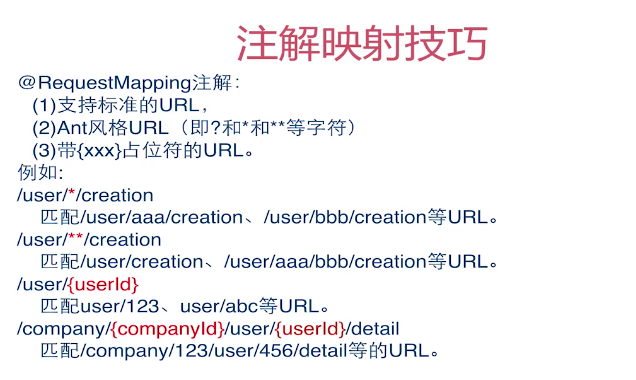 注解映射技巧
@RequestMapping注解：
(1)支持标准的URL，
(2)Ant风格URL（即?和*和**等字符）
(3)带{xxx}占位符的URL。
例如:
/user/*/creation
匹配/user/aaa/creation、/user/bbb/creation等URL。
/user/**/creation
匹配/user/creation、/user/aaa/bbb/creation等URL。
/user/{userId}
匹配user/123、user/abc等URL。
/company/{companyId}/user/{userId}/detail
匹配/company/123/user/456/detail等的URL。